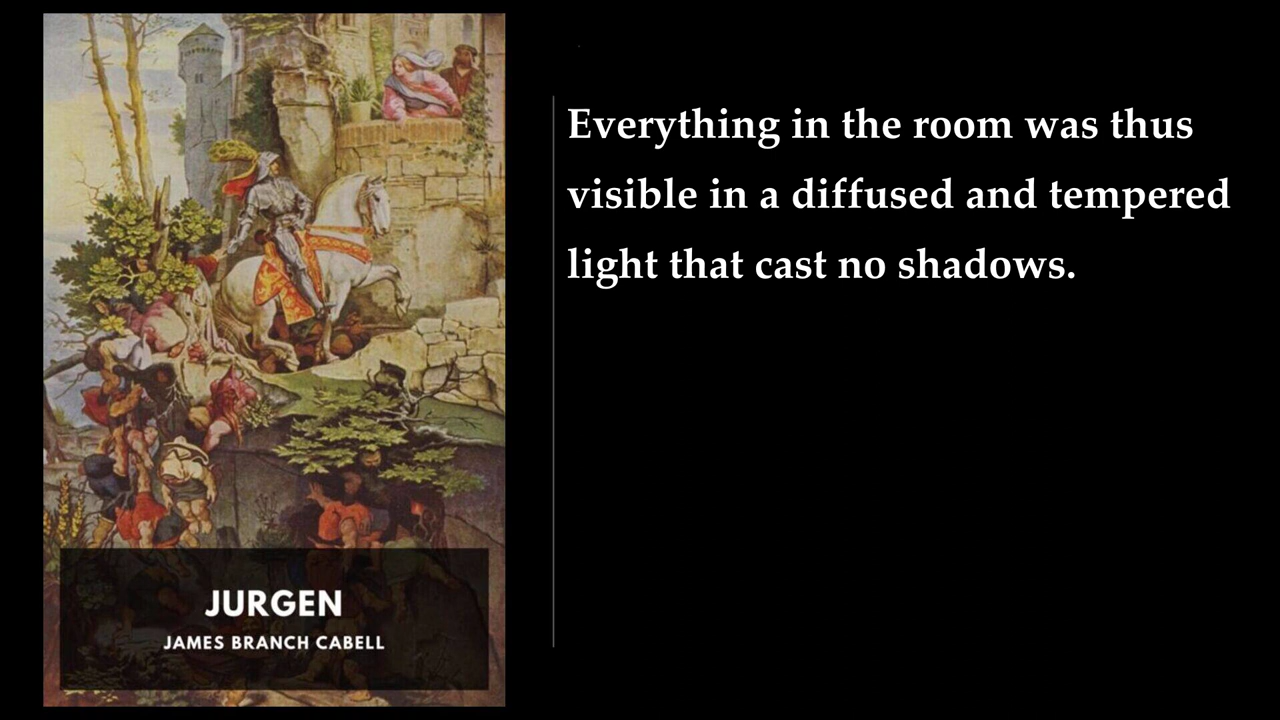 Everything in the room was thus
visible in a diffused and tempered
light that cast no shadows.
JURGEN
JAMES BRANCH CABELL